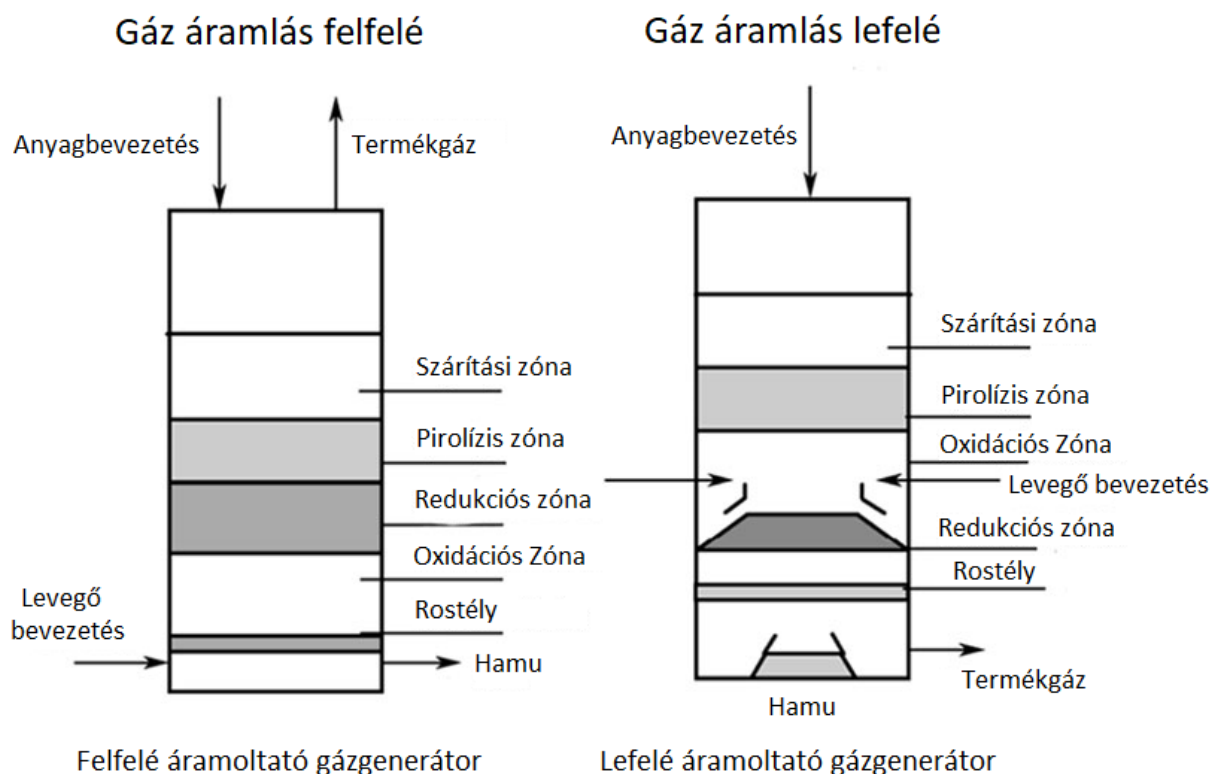 Gáz áramlás felfelé
Anyagbevezetés
Termékgáz
Szárítási zóna
Pirolízis zóna
Redukciós zóna
Oxidációs Zóna
Rostély
Levegő
bevezetés
Hamu
Felfelé áramoltató gázgenerátor
Gáz áramlás lefelé
Anyagbevezetés
Szárítási zóna
Pirolízis zóna
Oxidációs Zóna
Levegő bevezetés
Redukciós zóna
Rostély
Termékgáz
Hamu
Lefelé áramoltató gázgenerátor